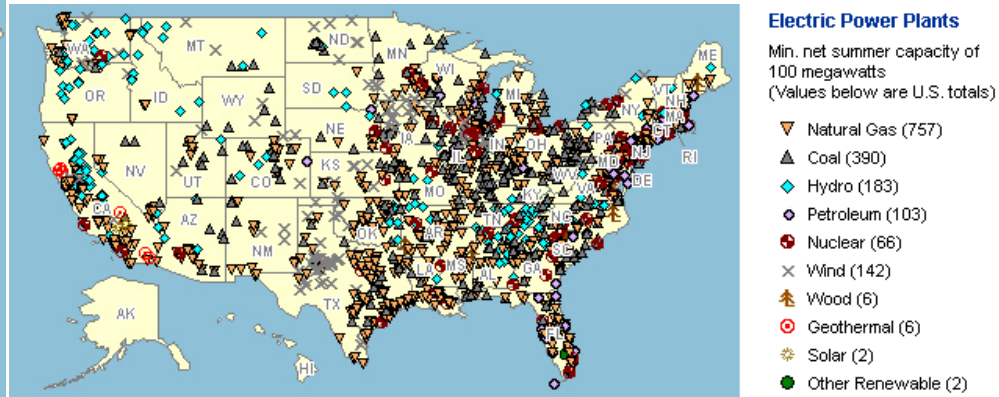 WA
MT
ND
MN
ME
OR
ID
WY
SD
WI
MI
VT
NH
NY
MA
CT
RI
NE
IA
PA
NJ
NV
UT
CO
KS
IL
IN
OH
MD
DE
WV
VA
CA
MO
KY
AZ
NM
OK
AR
TN
NC
SC
TX
LA
MS
AL
GA
FL
AK
HI
Electric Power Plants
Min. net summer capacity of
100 megawatts
(Values below are U.S. totals)
Natural Gas (757)
Coal (390)
Hydro (183)
Petroleum (103)
Nuclear (66)
Wind (142)
Wood (6)
Geothermal (6)
Solar (2)
Other Renewable (2)